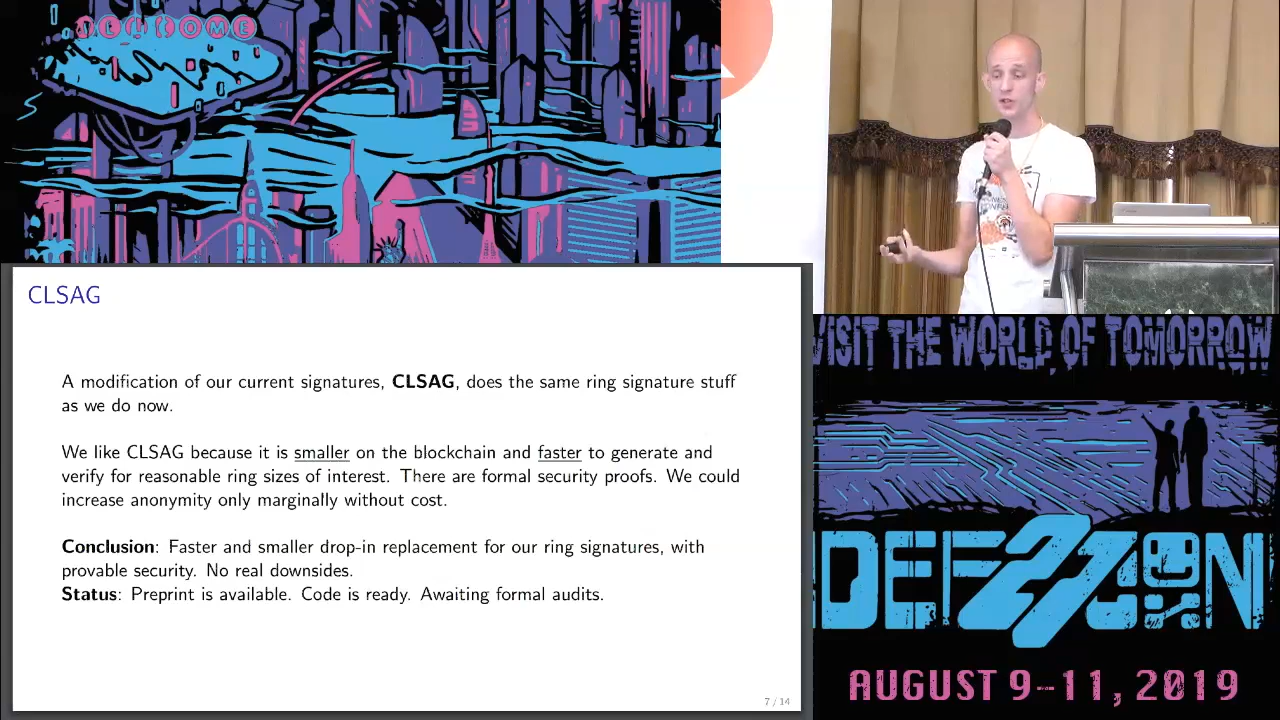 WELCOME
CLSAG
A modification of our current signatures, CLSAG, does the same ring signature stuff
as we do now.
We like CLSAG because it is smaller on the blockchain and faster to generate and
verify for reasonable ring sizes of interest. There are formal security proofs. We could
increase anonymity only marginally without cost.
Conclusion: Faster and smaller drop-in replacement for our ring signatures, with
provable security. No real downsides.
Status: Preprint is available. Code is ready. Awaiting formal audits.
7 / 14
VISIT THE WORLD OF TOMORROW
DEF27CON
AUGUST 9-11, 2019